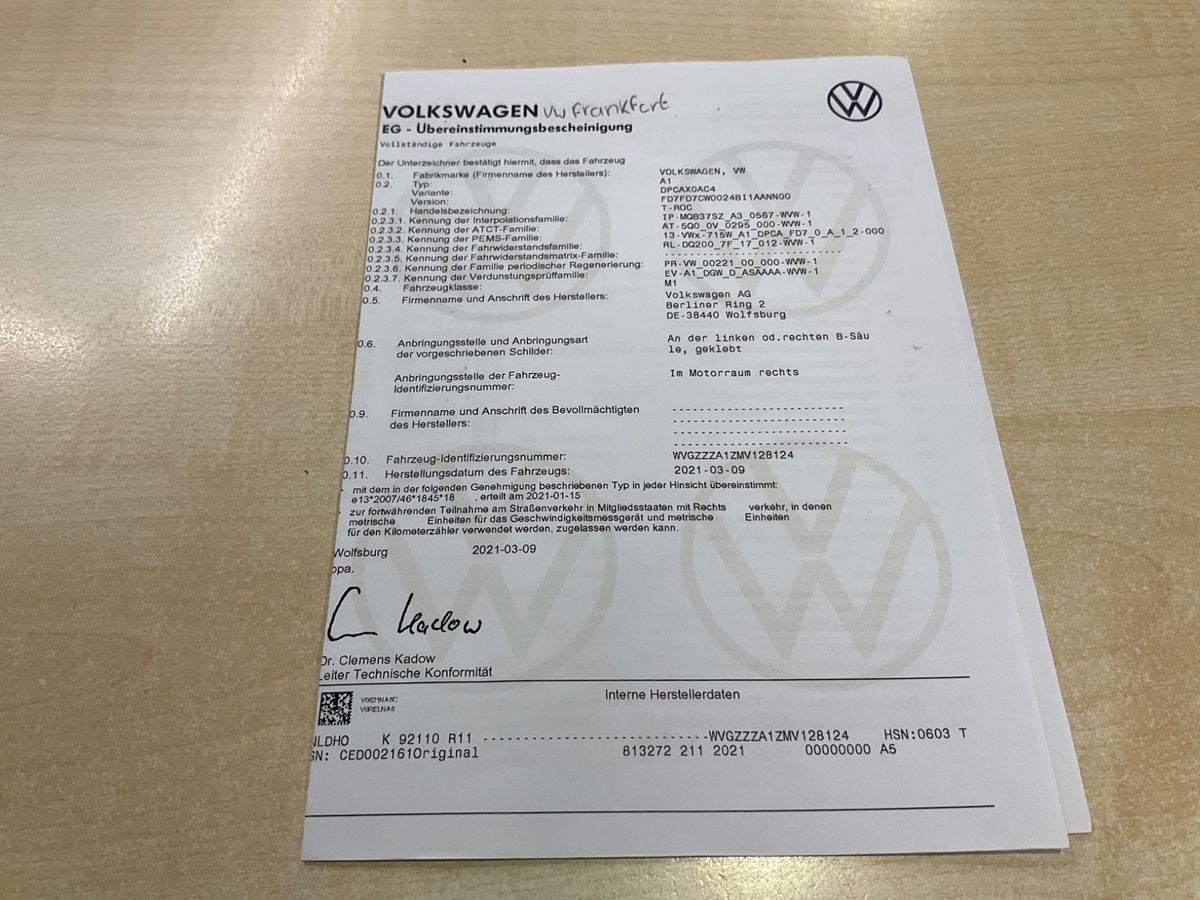 VOLKSWAGEN vw Frankfert
EG - Übereinstimmungsbescheinigung
Vollständige Fahrzeuge
Der Unterzeichner bestätigt hiermit, dass das Fahrzeug
0.1. Fabrikmarke (Firmenname des Herstellers): VOLKSWAGEN, VW
0.2. Typ: A1
Variante: DPCAX0AC4
Version: FD7FD7CW0024BI1AANN00
0.2.1. Handelsbezeichnung: T-ROC
0.2.3.1. Kennung der Interpolationsfamilie: IP-MQB37SZ_A3_0567-WVW-1
0.2.3.2. Kennung der ATCT-Familie: AT-5Q0_0V_0295_000-WVW-1
0.2.3.3. Kennung der PEMS-Familie: 13-VWx-715W_A1_DPCA_FD7_0_A_1_2-000
0.2.3.4. Kennung der Fahrwiderstandsfamilie: RL-DQ200_7F_17_012-WVW-1
0.2.3.5. Kennung der Fahrwiderstandsmatrix-Familie: --------------------------
0.2.3.6. Kennung der Familie periodischer Regenerierung: PR-VW_00221_00_000-WVW-1
0.2.3.7. Kennung der Verdunstungsprüffamilie: EV-A1_DGW_D_ASAAAA-WVW-1
0.4. Fahrzeugklasse: M1
0.5. Firmenname und Anschrift des Herstellers: Volkswagen AG
Berliner Ring 2
DE-38440 Wolfsburg
0.6. Anbringungsstelle und Anbringungsart An der linken od.rechten B-Säu
der vorgeschriebenen Schilder: le, geklebt
Anbringungsstelle der Fahrzeug- Im Motorraum rechts
Identifizierungsnummer:
0.9. Firmenname und Anschrift des Bevollmächtigten -------------------------
des Herstellers: -------------------------
-------------------------
-------------------------
0.10. Fahrzeug-Identifizierungsnummer: WVGZZZA1ZMV128124
0.11. Herstellungsdatum des Fahrzeugs: 2021-03-09
- mit dem in der folgenden Genehmigung beschriebenen Typ in jeder Hinsicht übereinstimmt:
e13*2007/46*1845*18 , erteilt am 2021-01-15
- zur fortwährenden Teilnahme am Straßenverkehr in Mitgliedsstaaten mit Rechts verkehr, in denen
metrische Einheiten für das Geschwindigkeitsmessgerät und metrische Einheiten
für den Kilometerzähler verwendet werden, zugelassen werden kann.
Wolfsburg 2021-03-09
ppa.
C Kadow
Dr. Clemens Kadow
Leiter Technische Konformität
Interne Herstellerdaten
V0531NA5C
V0RELNA5
NLDHO K 92110 R11 --------------------------WVGZZZA1ZMV128124 HSN:0603 T
SN: CED002161Original 813272 211 2021 00000000 A5